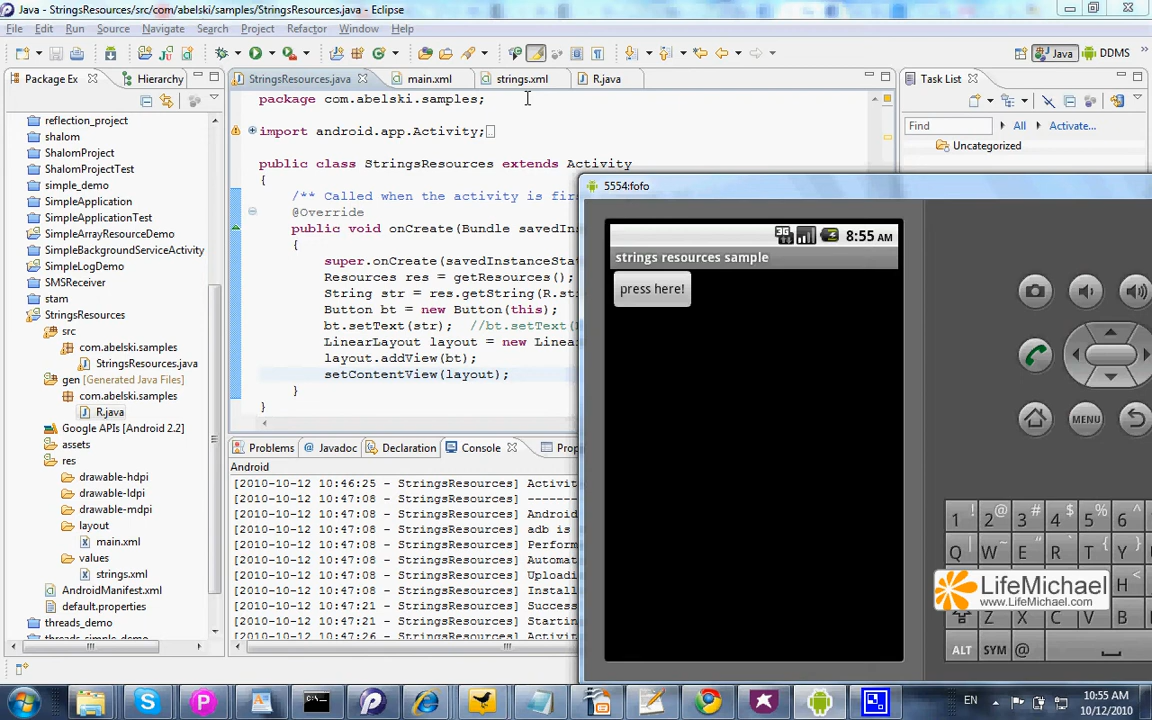 Java - StringsResources/src/com/abelski/samples/StringsResources.java - Eclipse
File Edit Run Source Navigate Search Project Refactor Window Help
Java DDMS
Package Ex Hierarchy
StringsResources.java main.xml strings.xml R.java
Task List
Find All Activate...
Uncategorized
reflection_project
shalom
ShalomProject
ShalomProjectTest
simple_demo
SimpleApplication
SimpleApplicationTest
SimpleArrayResourceDemo
SimpleBackgroundServiceActivity
SimpleLogDemo
SMSReceiver
stam
StringsResources
src
com.abelski.samples
StringsResources.java
gen [Generated Java Files]
com.abelski.samples
R.java
Google APIs [Android 2.2]
assets
res
drawable-hdpi
drawable-ldpi
drawable-mdpi
layout
main.xml
values
strings.xml
AndroidManifest.xml
default.properties
threads_demo
threads_simple_demo
package com.abelski.samples;
import android.app.Activity;
public class StringsResources extends Activity
{
/** Called when the activity is firs
@Override
public void onCreate(Bundle savedIns
{
super.onCreate(savedInstanceStat
Resources res = getResources();
String str = res.getString(R.str
Button bt = new Button(this);
bt.setText(str); //bt.setText(
LinearLayout layout = new Linear
layout.addView(bt);
setContentView(layout);
}
}
Problems Javadoc Declaration Console Prop
Android
[2010-10-12 10:46:25 - StringsResources] Activit
[2010-10-12 10:47:08 - StringsResources] -------
[2010-10-12 10:47:08 - StringsResources] Android
[2010-10-12 10:47:08 - StringsResources] adb is
[2010-10-12 10:47:08 - StringsResources] Perform
[2010-10-12 10:47:08 - StringsResources] Automat
[2010-10-12 10:47:08 - StringsResources] Uploadi
[2010-10-12 10:47:08 - StringsResources] Install
[2010-10-12 10:47:21 - StringsResources] Success
[2010-10-12 10:47:21 - StringsResources] Startin
[2010-10-12 10:47:26 - StringsResources] Activit
5554:fofo
3G 8:55 AM
strings resources sample
press here!
MENU
1 ! 2 @ 3 # 4 $ 5 % 6 ^
Q W E R T Y
H
Z X C V B
ALT SYM @
LifeMichael
www.LifeMichael.com
EN
10:55 AM
10/12/2010